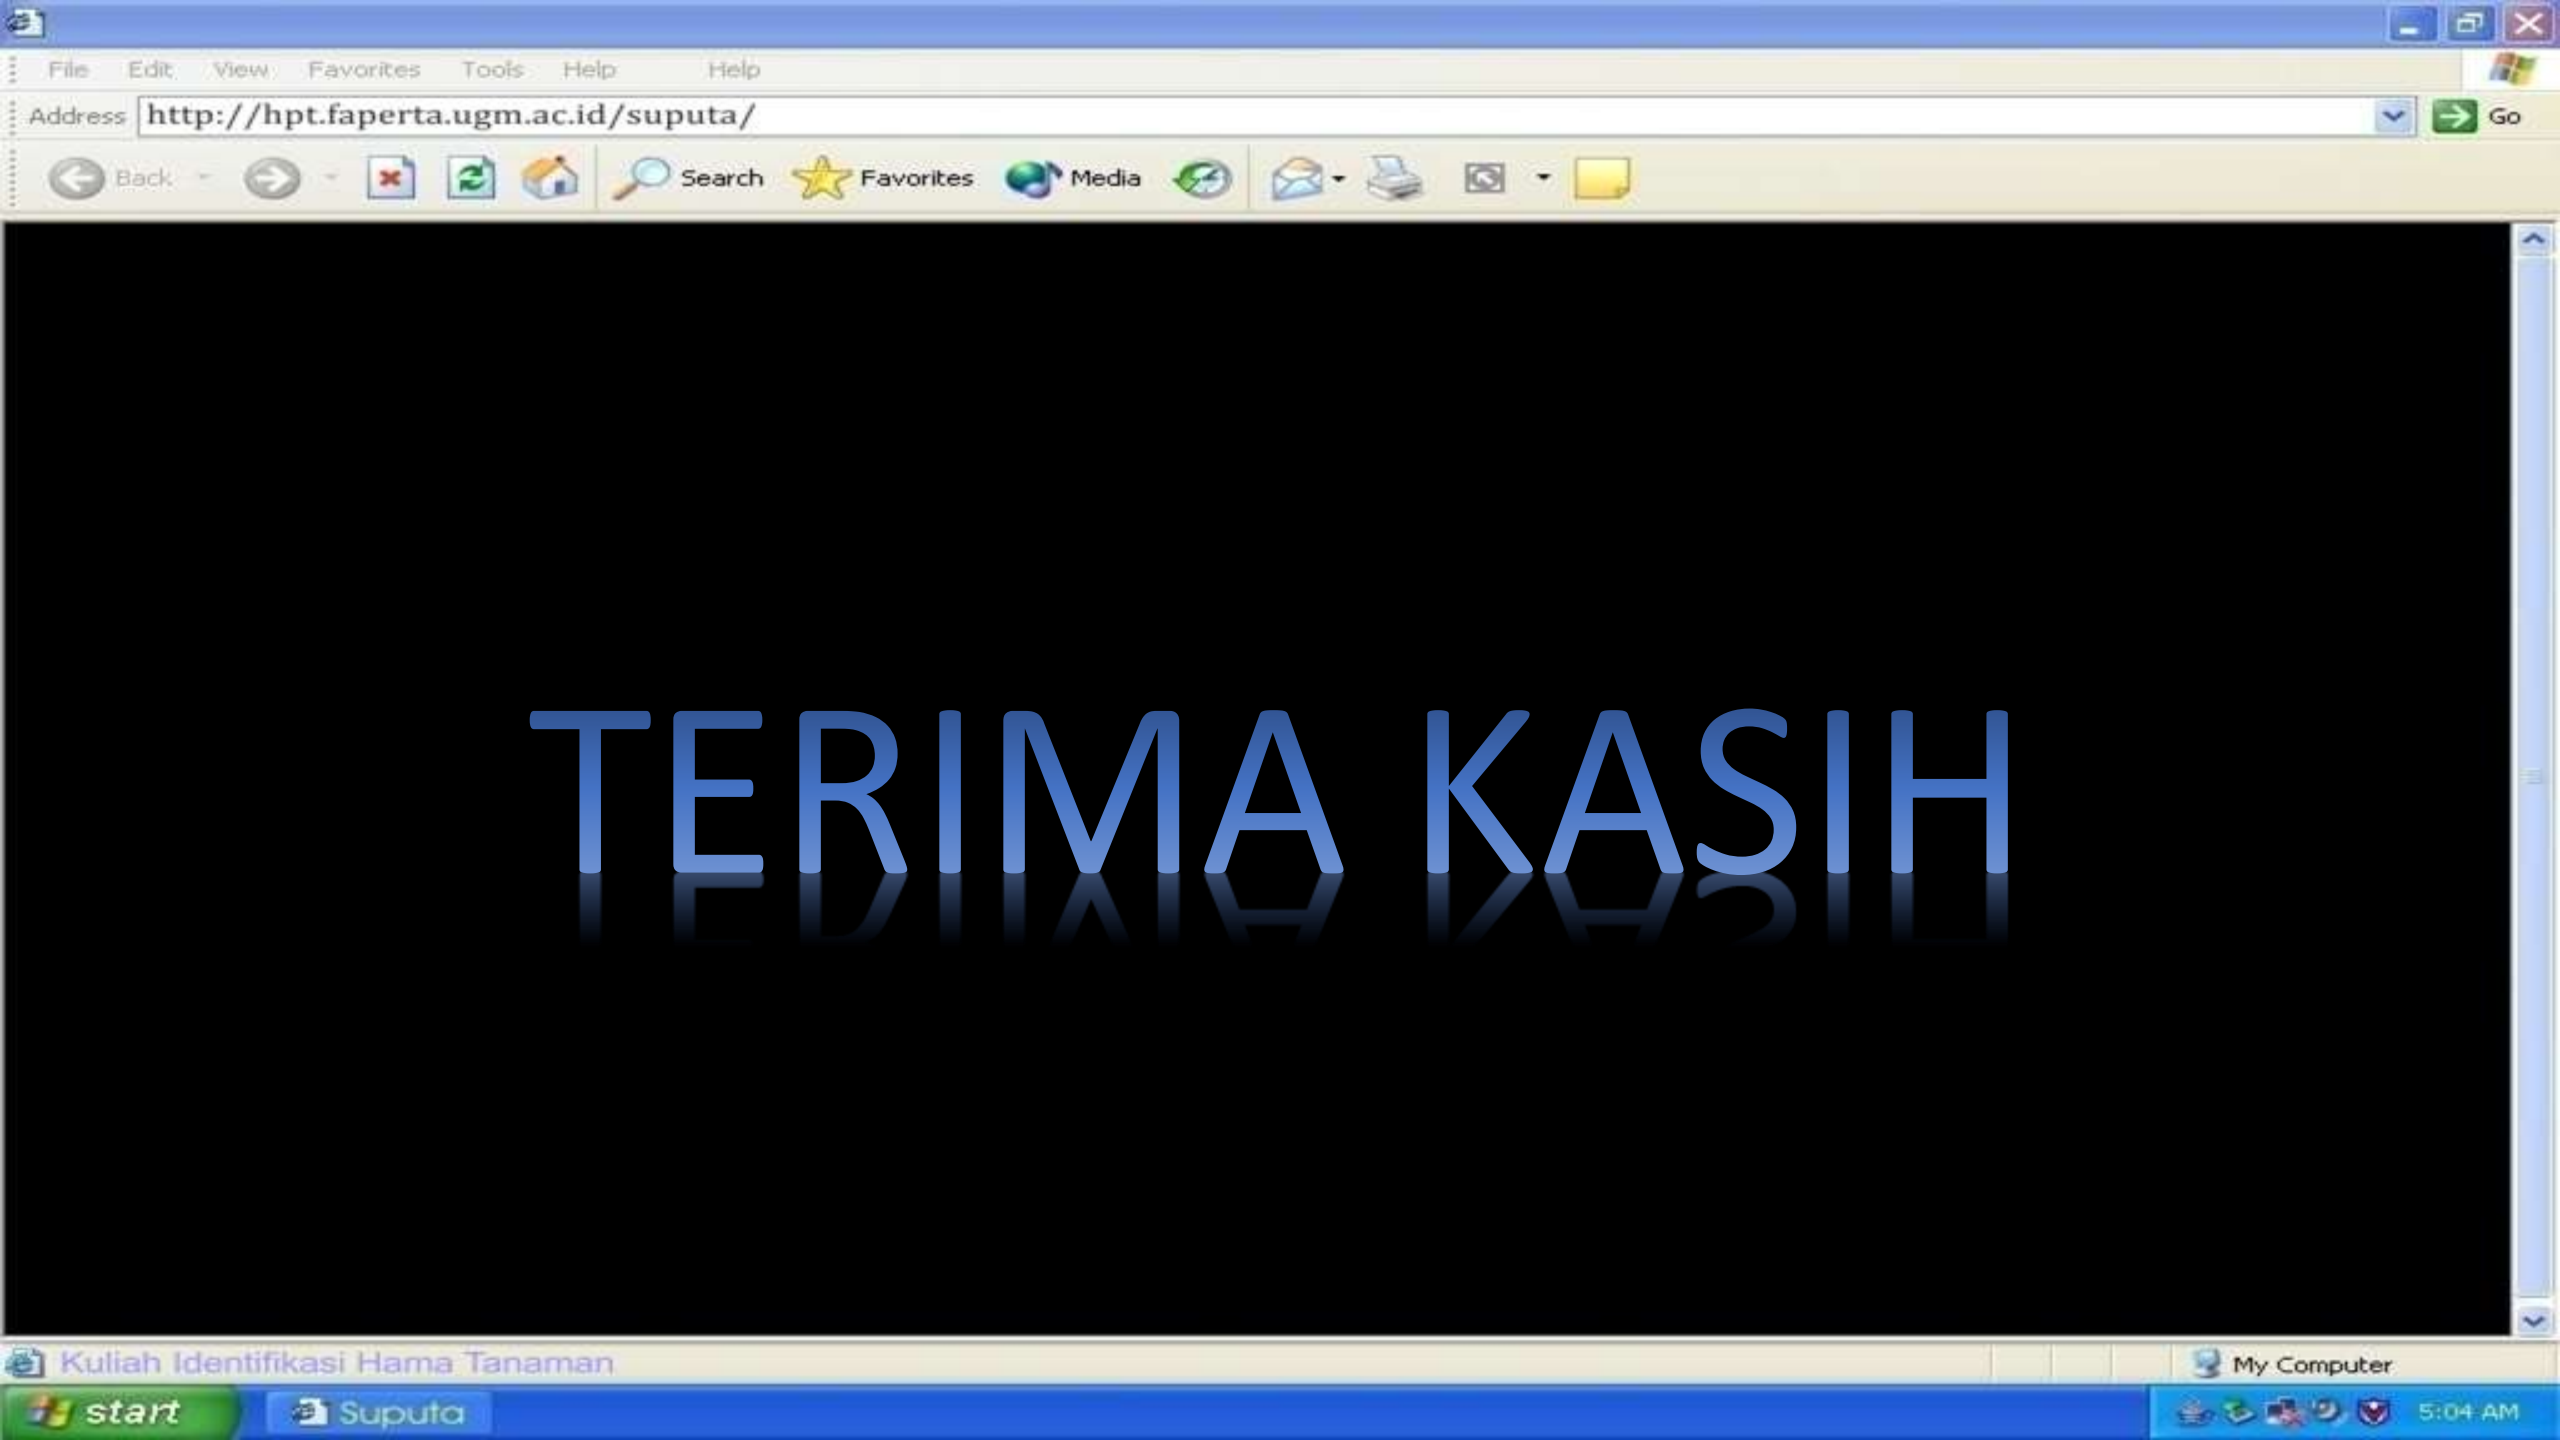 File Edit View Favorites Tools Help Help
Address http://hpt.faperta.ugm.ac.id/suputa/ Go
Back Search Favorites Media
TERIMA KASIH
Kuliah Identifikasi Hama Tanaman My Computer
start Suputa 5:04 AM